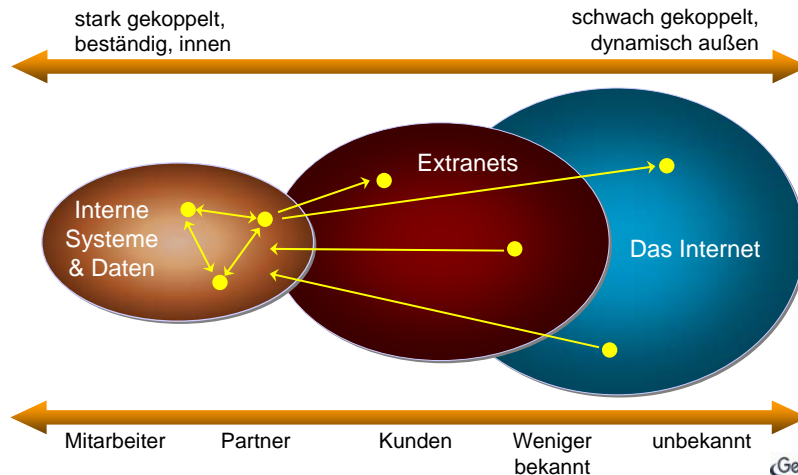 stark gekoppelt,
beständig, innen
schwach gekoppelt,
dynamisch außen
Extranets
Interne
Systeme
& Daten
Das Internet
Mitarbeiter
Partner
Kunden
Weniger
bekannt
unbekannt